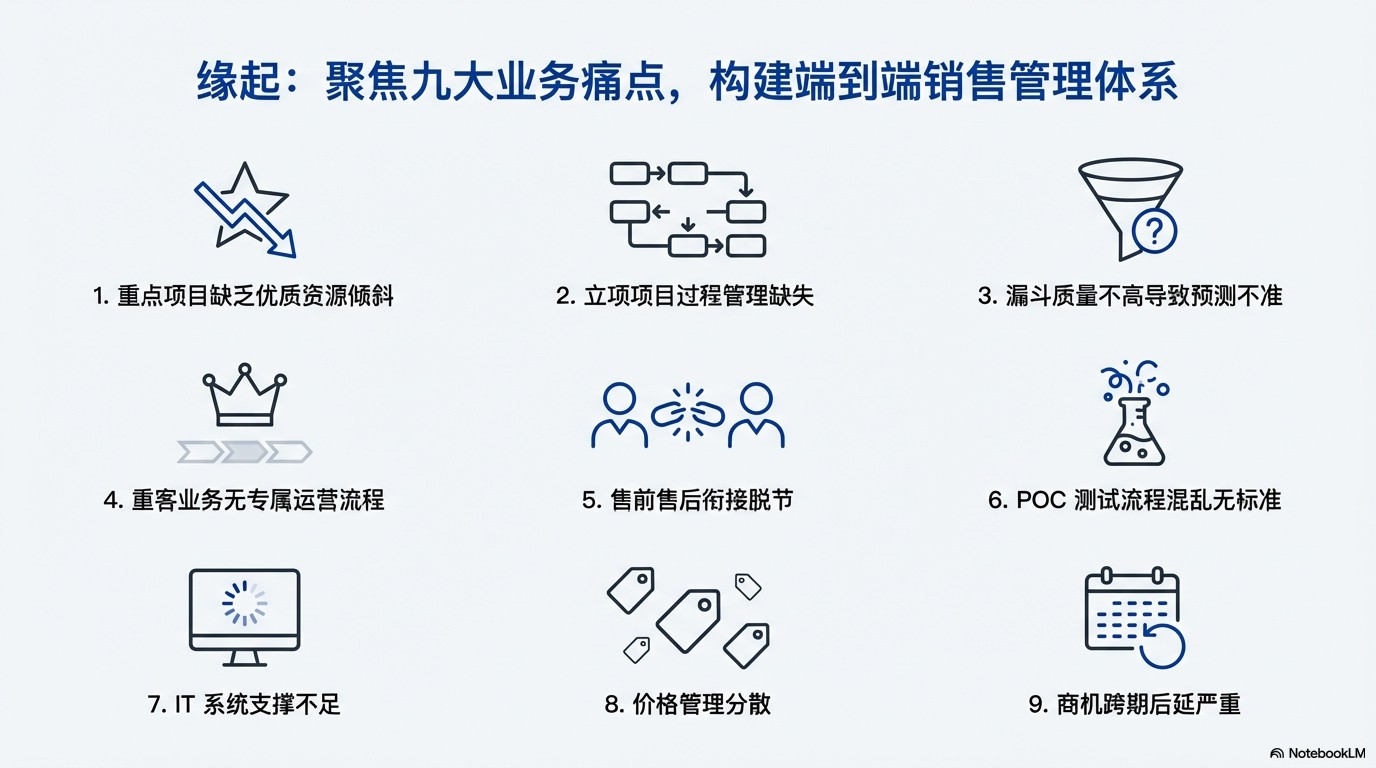 缘起：聚焦九大业务痛点，构建端到端销售管理体系
1. 重点项目缺乏优质资源倾斜
2. 立项项目过程管理缺失
3. 漏斗质量不高导致预测不准
4. 重客业务无专属运营流程
5. 售前售后衔接脱节
6. POC 测试流程混乱无标准
7. IT 系统支撑不足
8. 价格管理分散
9. 商机跨期后延严重
NotebookLM